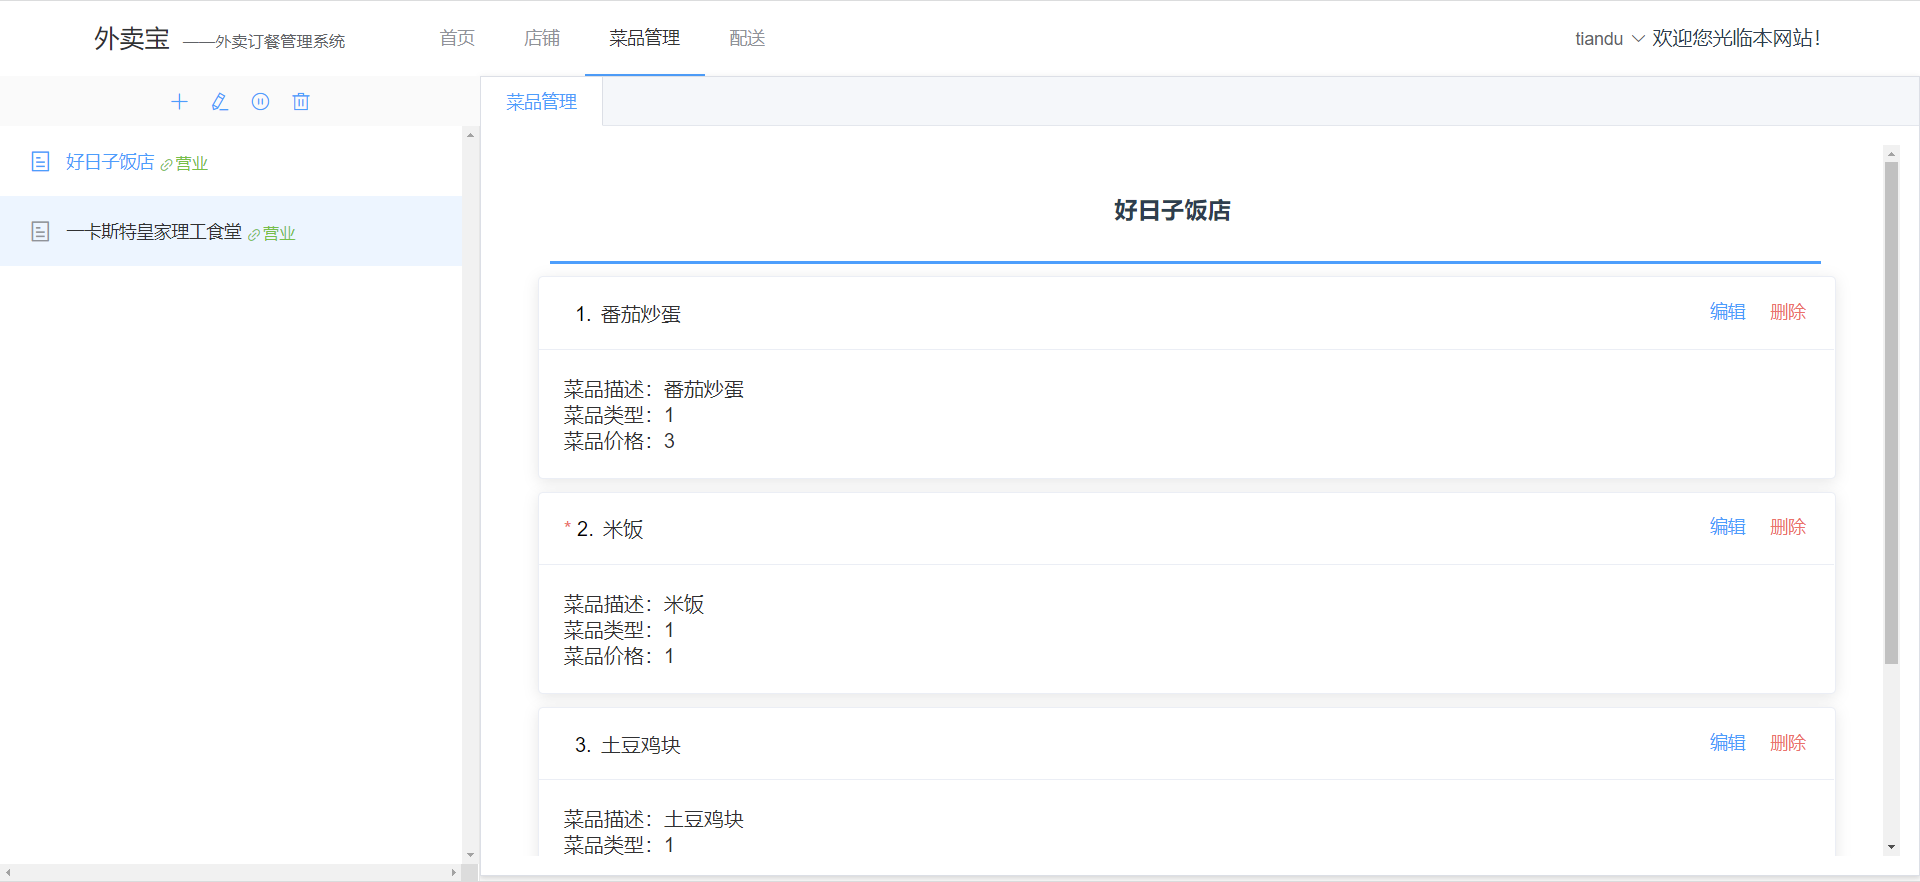 外卖宝 ——外卖订餐管理系统 首页 店铺 菜品管理 配送 tiandu 欢迎您光临本网站!
菜品管理
好日子饭店 营业
一卡斯特皇家理工食堂 营业
好日子饭店
1. 番茄炒蛋 编辑 删除
菜品描述：番茄炒蛋
菜品类型：1
菜品价格：3
* 2. 米饭 编辑 删除
菜品描述：米饭
菜品类型：1
菜品价格：1
3. 土豆鸡块 编辑 删除
菜品描述：土豆鸡块
菜品类型：1